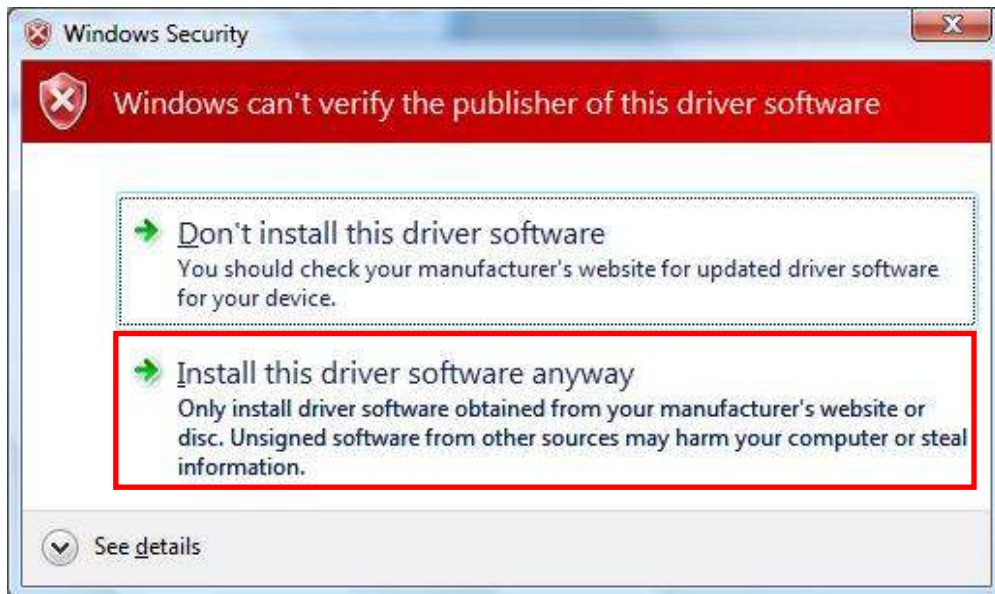 Windows Security
Windows can't verify the publisher of this driver software
Don't install this driver software
You should check your manufacturer's website for updated driver software
for your device.
Install this driver software anyway
Only install driver software obtained from your manufacturer's website or
disc. Unsigned software from other sources may harm your computer or steal
information.
See details